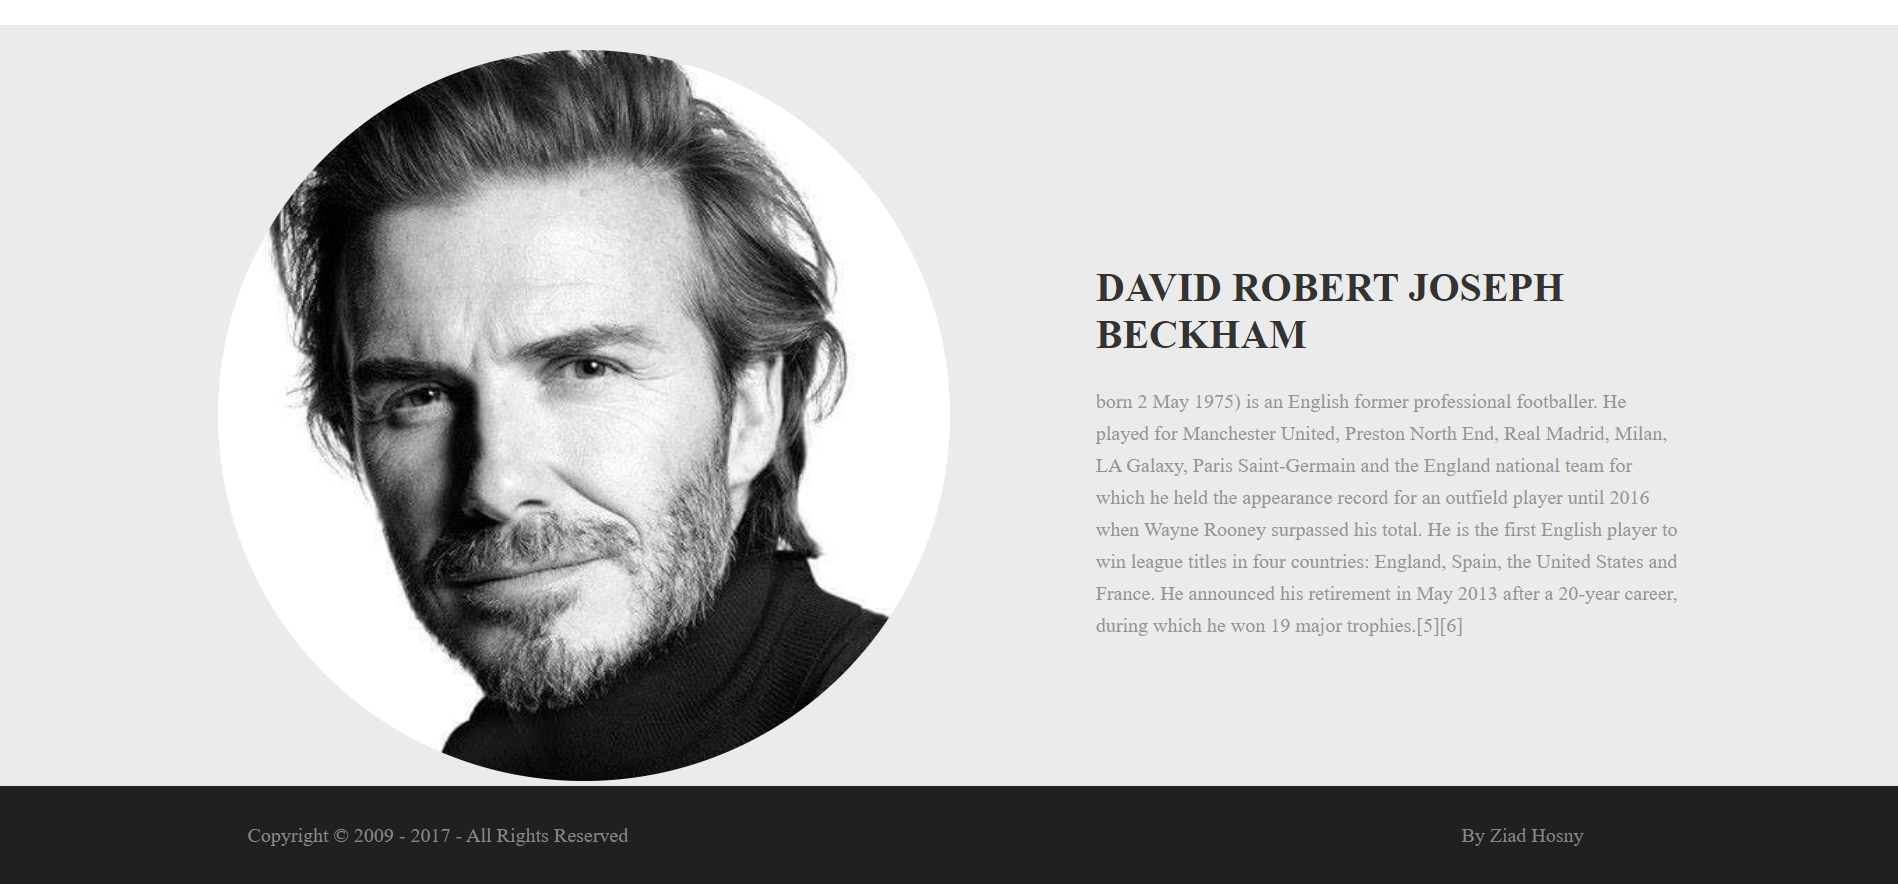 DAVID ROBERT JOSEPH
BECKHAM
born 2 May 1975) is an English former professional footballer. He
played for Manchester United, Preston North End, Real Madrid, Milan,
LA Galaxy, Paris Saint-Germain and the England national team for
which he held the appearance record for an outfield player until 2016
when Wayne Rooney surpassed his total. He is the first English player to
win league titles in four countries: England, Spain, the United States and
France. He announced his retirement in May 2013 after a 20-year career,
during which he won 19 major trophies.[5][6]
Copyright © 2009 - 2017 - All Rights Reserved
By Ziad Hosny